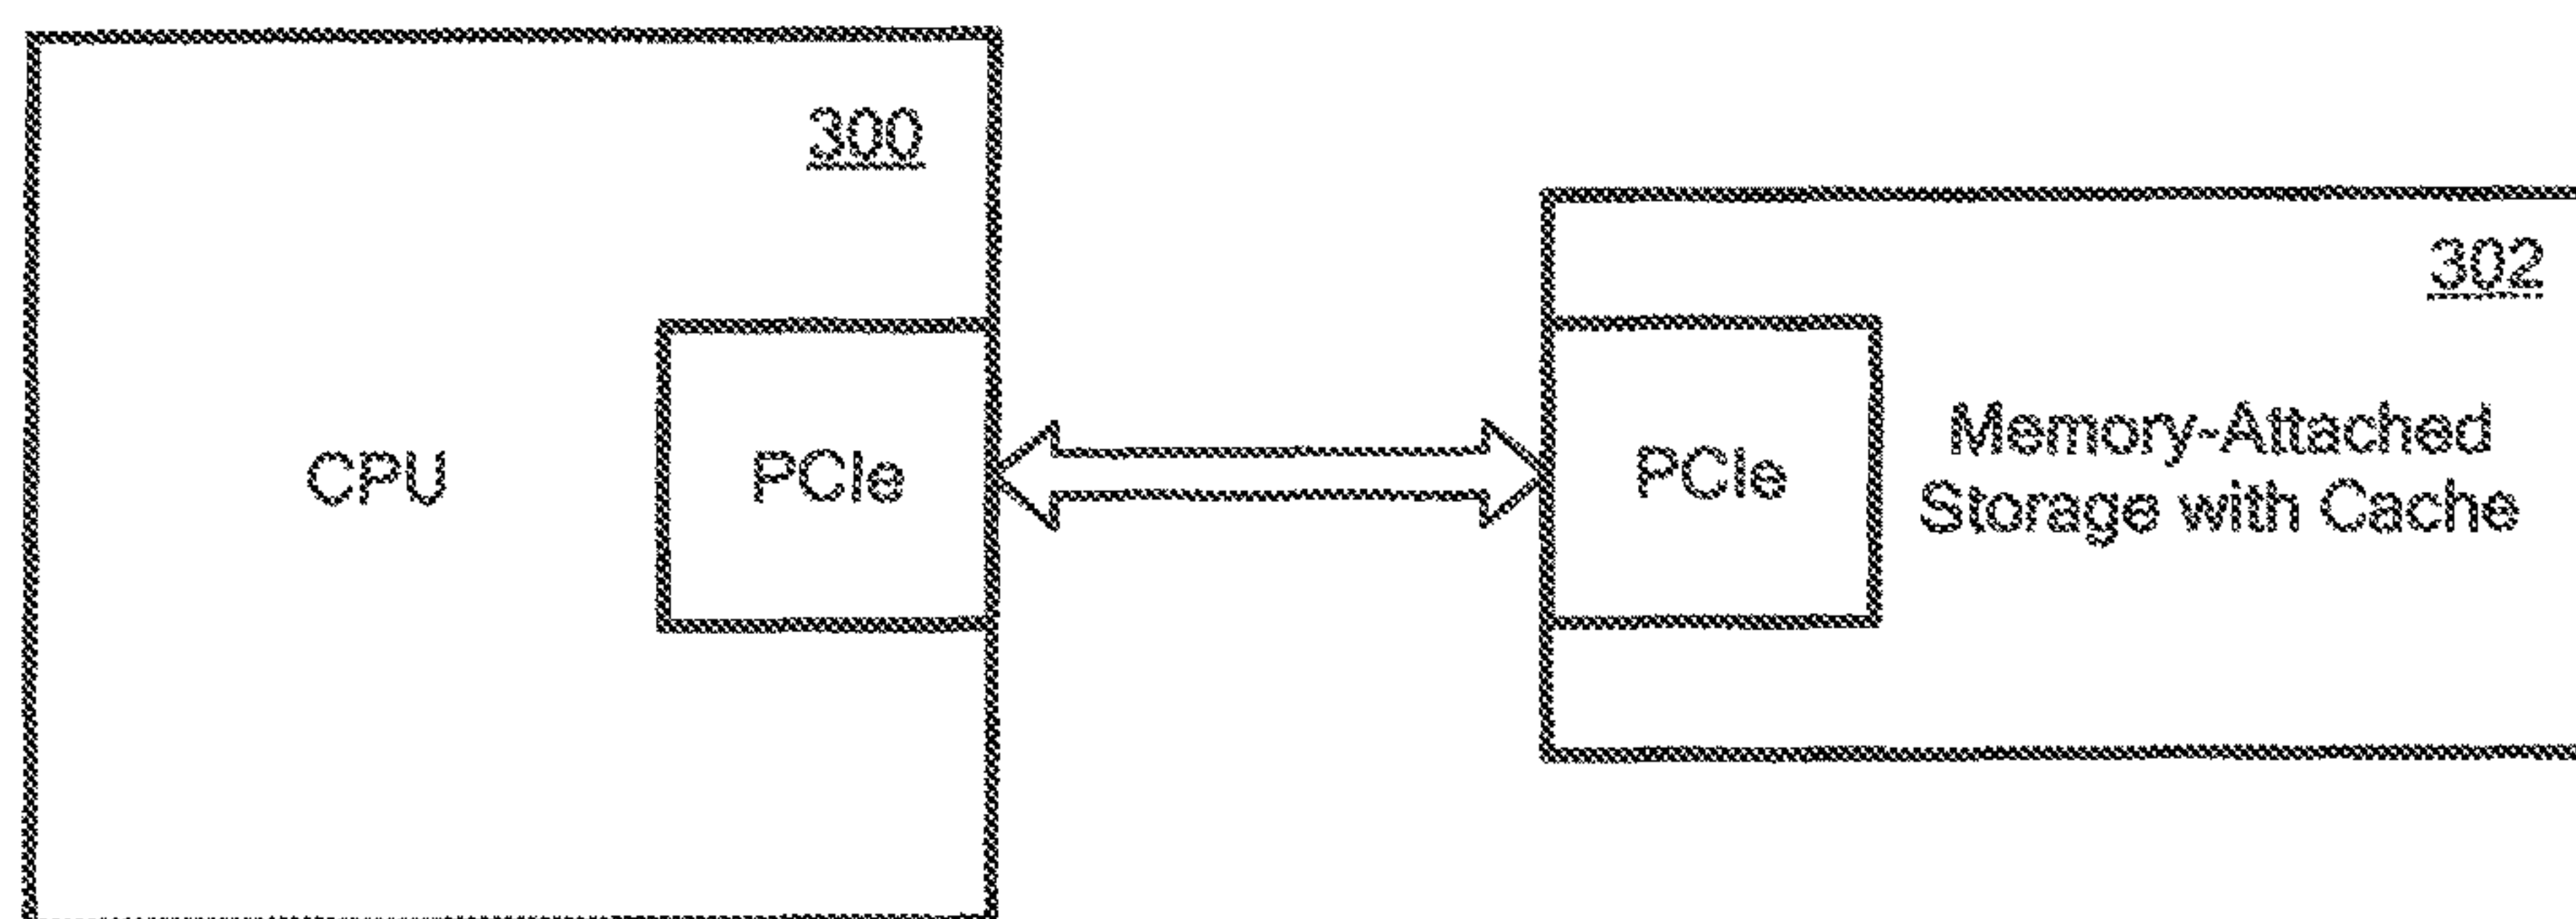 300
302
CPU
PCIe
PCIe
Memory-Attached
Storage with Cache